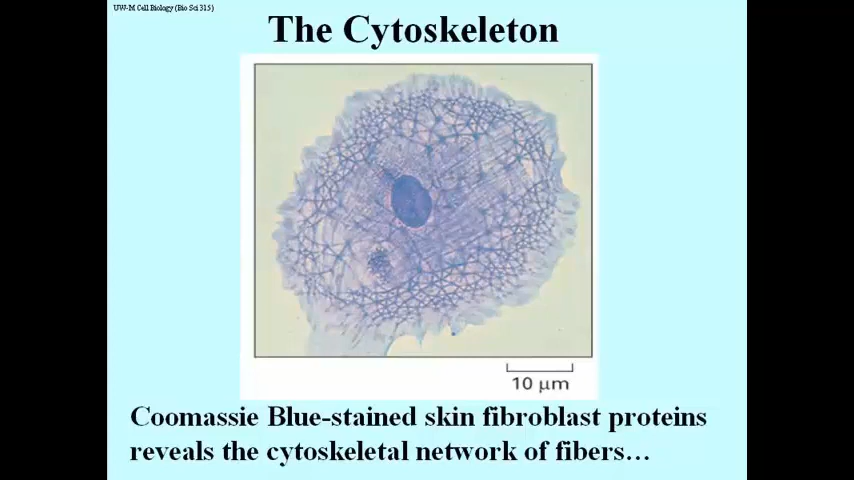 UW-M Cell Biology (Bio Sci 315)
The Cytoskeleton
10 µm
Coomassie Blue-stained skin fibroblast proteins
reveals the cytoskeletal network of fibers…